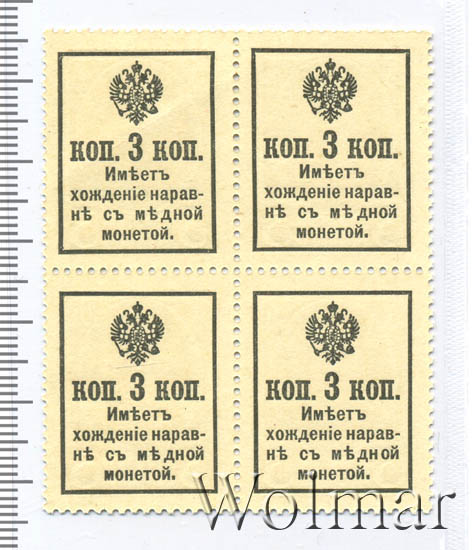 КОП. 3 КОП.
Имѣетъ
хожденіе нарав-
нѣ съ мѣдной
монетой.
КОП. 3 КОП.
Имѣетъ
хожденіе нарав-
нѣ съ мѣдной
монетой.
КОП. 3 КОП.
Имѣетъ
хожденіе нарав-
нѣ съ мѣдной
монетой.
КОП. 3 КОП.
Имѣетъ
хожденіе нарав-
нѣ съ мѣдной
монетой.
Wolmar